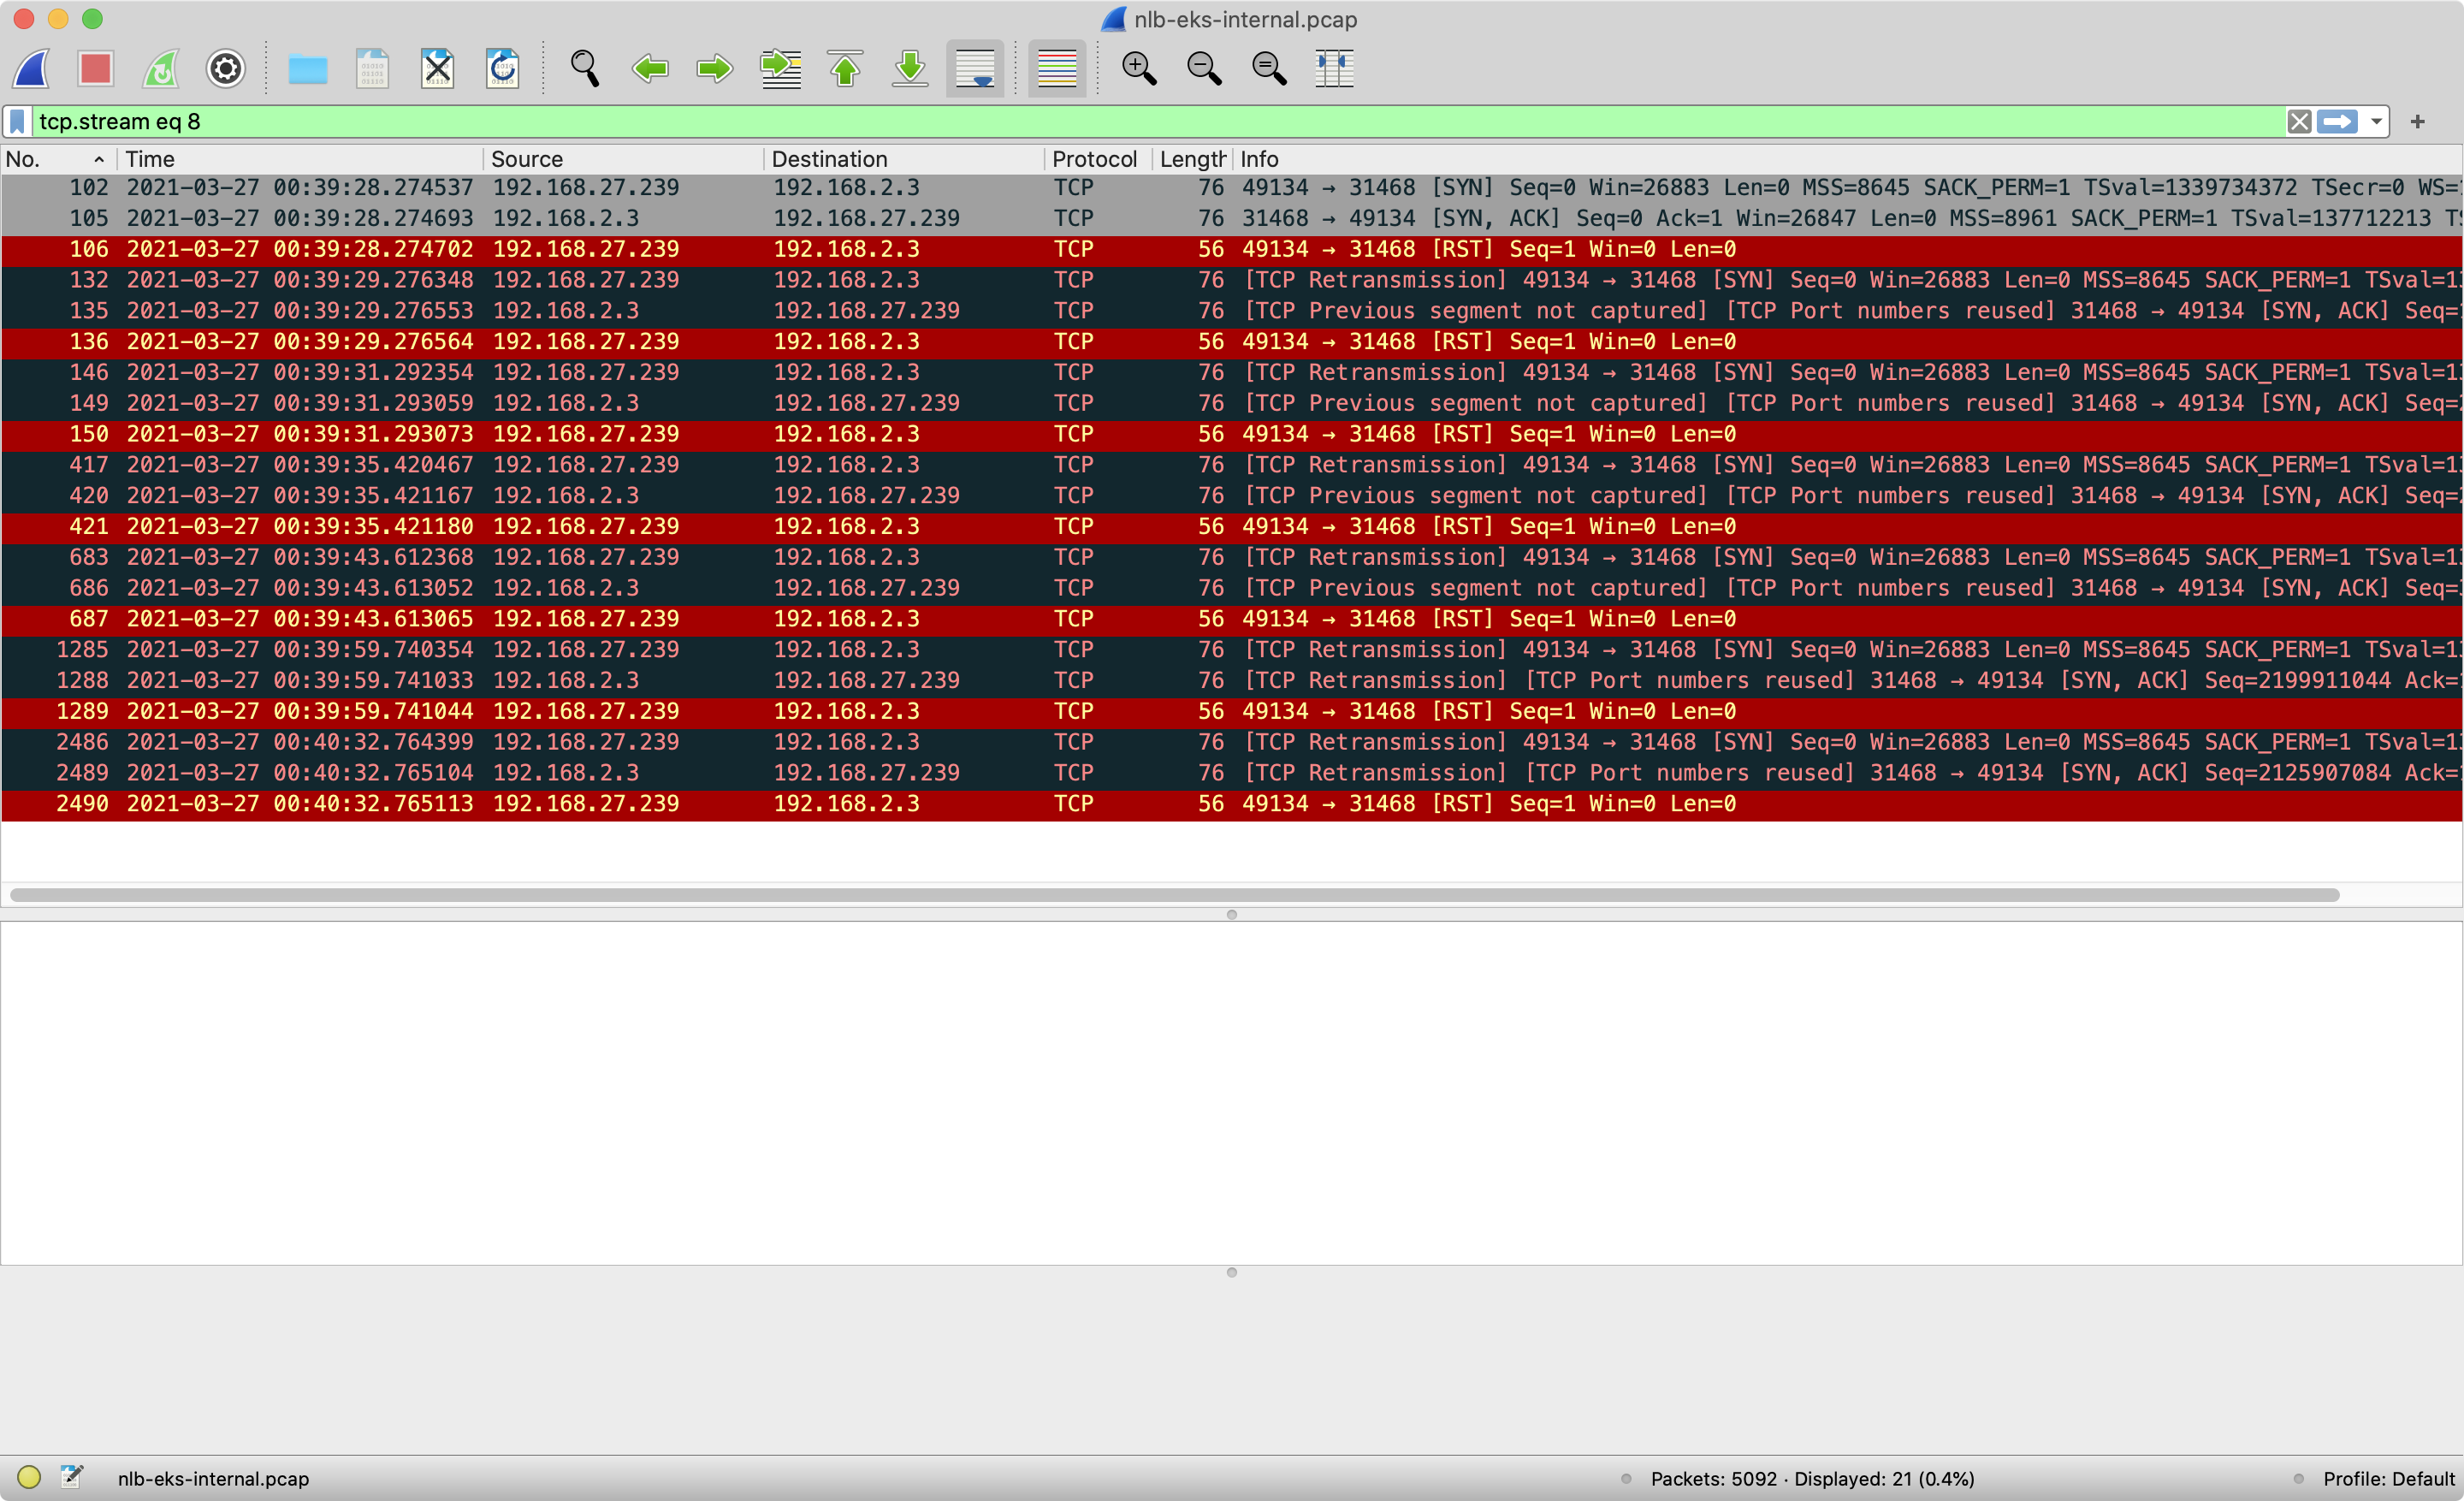 nlb-eks-internal.pcap
tcp.stream eq 8
No. Time Source Destination Protocol Length Info
102 2021-03-27 00:39:28.274537 192.168.27.239 192.168.2.3 TCP 76 49134 → 31468 [SYN] Seq=0 Win=26883 Len=0 MSS=8645 SACK_PERM=1 TSval=1339734372 TSecr=0 WS=
105 2021-03-27 00:39:28.274693 192.168.2.3 192.168.27.239 TCP 76 31468 → 49134 [SYN, ACK] Seq=0 Ack=1 Win=26847 Len=0 MSS=8961 SACK_PERM=1 TSval=137712213 TS
106 2021-03-27 00:39:28.274702 192.168.27.239 192.168.2.3 TCP 56 49134 → 31468 [RST] Seq=1 Win=0 Len=0
132 2021-03-27 00:39:29.276348 192.168.27.239 192.168.2.3 TCP 76 [TCP Retransmission] 49134 → 31468 [SYN] Seq=0 Win=26883 Len=0 MSS=8645 SACK_PERM=1 TSval=1
135 2021-03-27 00:39:29.276553 192.168.2.3 192.168.27.239 TCP 76 [TCP Previous segment not captured] [TCP Port numbers reused] 31468 → 49134 [SYN, ACK] Seq=
136 2021-03-27 00:39:29.276564 192.168.27.239 192.168.2.3 TCP 56 49134 → 31468 [RST] Seq=1 Win=0 Len=0
146 2021-03-27 00:39:31.292354 192.168.27.239 192.168.2.3 TCP 76 [TCP Retransmission] 49134 → 31468 [SYN] Seq=0 Win=26883 Len=0 MSS=8645 SACK_PERM=1 TSval=1
149 2021-03-27 00:39:31.293059 192.168.2.3 192.168.27.239 TCP 76 [TCP Previous segment not captured] [TCP Port numbers reused] 31468 → 49134 [SYN, ACK] Seq=
150 2021-03-27 00:39:31.293073 192.168.27.239 192.168.2.3 TCP 56 49134 → 31468 [RST] Seq=1 Win=0 Len=0
417 2021-03-27 00:39:35.420467 192.168.27.239 192.168.2.3 TCP 76 [TCP Retransmission] 49134 → 31468 [SYN] Seq=0 Win=26883 Len=0 MSS=8645 SACK_PERM=1 TSval=1
420 2021-03-27 00:39:35.421167 192.168.2.3 192.168.27.239 TCP 76 [TCP Previous segment not captured] [TCP Port numbers reused] 31468 → 49134 [SYN, ACK] Seq=
421 2021-03-27 00:39:35.421180 192.168.27.239 192.168.2.3 TCP 56 49134 → 31468 [RST] Seq=1 Win=0 Len=0
683 2021-03-27 00:39:43.612368 192.168.27.239 192.168.2.3 TCP 76 [TCP Retransmission] 49134 → 31468 [SYN] Seq=0 Win=26883 Len=0 MSS=8645 SACK_PERM=1 TSval=1
686 2021-03-27 00:39:43.613052 192.168.2.3 192.168.27.239 TCP 76 [TCP Previous segment not captured] [TCP Port numbers reused] 31468 → 49134 [SYN, ACK] Seq=
687 2021-03-27 00:39:43.613065 192.168.27.239 192.168.2.3 TCP 56 49134 → 31468 [RST] Seq=1 Win=0 Len=0
1285 2021-03-27 00:39:59.740354 192.168.27.239 192.168.2.3 TCP 76 [TCP Retransmission] 49134 → 31468 [SYN] Seq=0 Win=26883 Len=0 MSS=8645 SACK_PERM=1 TSval=1
1288 2021-03-27 00:39:59.741033 192.168.2.3 192.168.27.239 TCP 76 [TCP Retransmission] [TCP Port numbers reused] 31468 → 49134 [SYN, ACK] Seq=2199911044 Ack=
1289 2021-03-27 00:39:59.741044 192.168.27.239 192.168.2.3 TCP 56 49134 → 31468 [RST] Seq=1 Win=0 Len=0
2486 2021-03-27 00:40:32.764399 192.168.27.239 192.168.2.3 TCP 76 [TCP Retransmission] 49134 → 31468 [SYN] Seq=0 Win=26883 Len=0 MSS=8645 SACK_PERM=1 TSval=1
2489 2021-03-27 00:40:32.765104 192.168.2.3 192.168.27.239 TCP 76 [TCP Retransmission] [TCP Port numbers reused] 31468 → 49134 [SYN, ACK] Seq=2125907084 Ack=
2490 2021-03-27 00:40:32.765113 192.168.27.239 192.168.2.3 TCP 56 49134 → 31468 [RST] Seq=1 Win=0 Len=0
nlb-eks-internal.pcap Packets: 5092 · Displayed: 21 (0.4%) Profile: Default